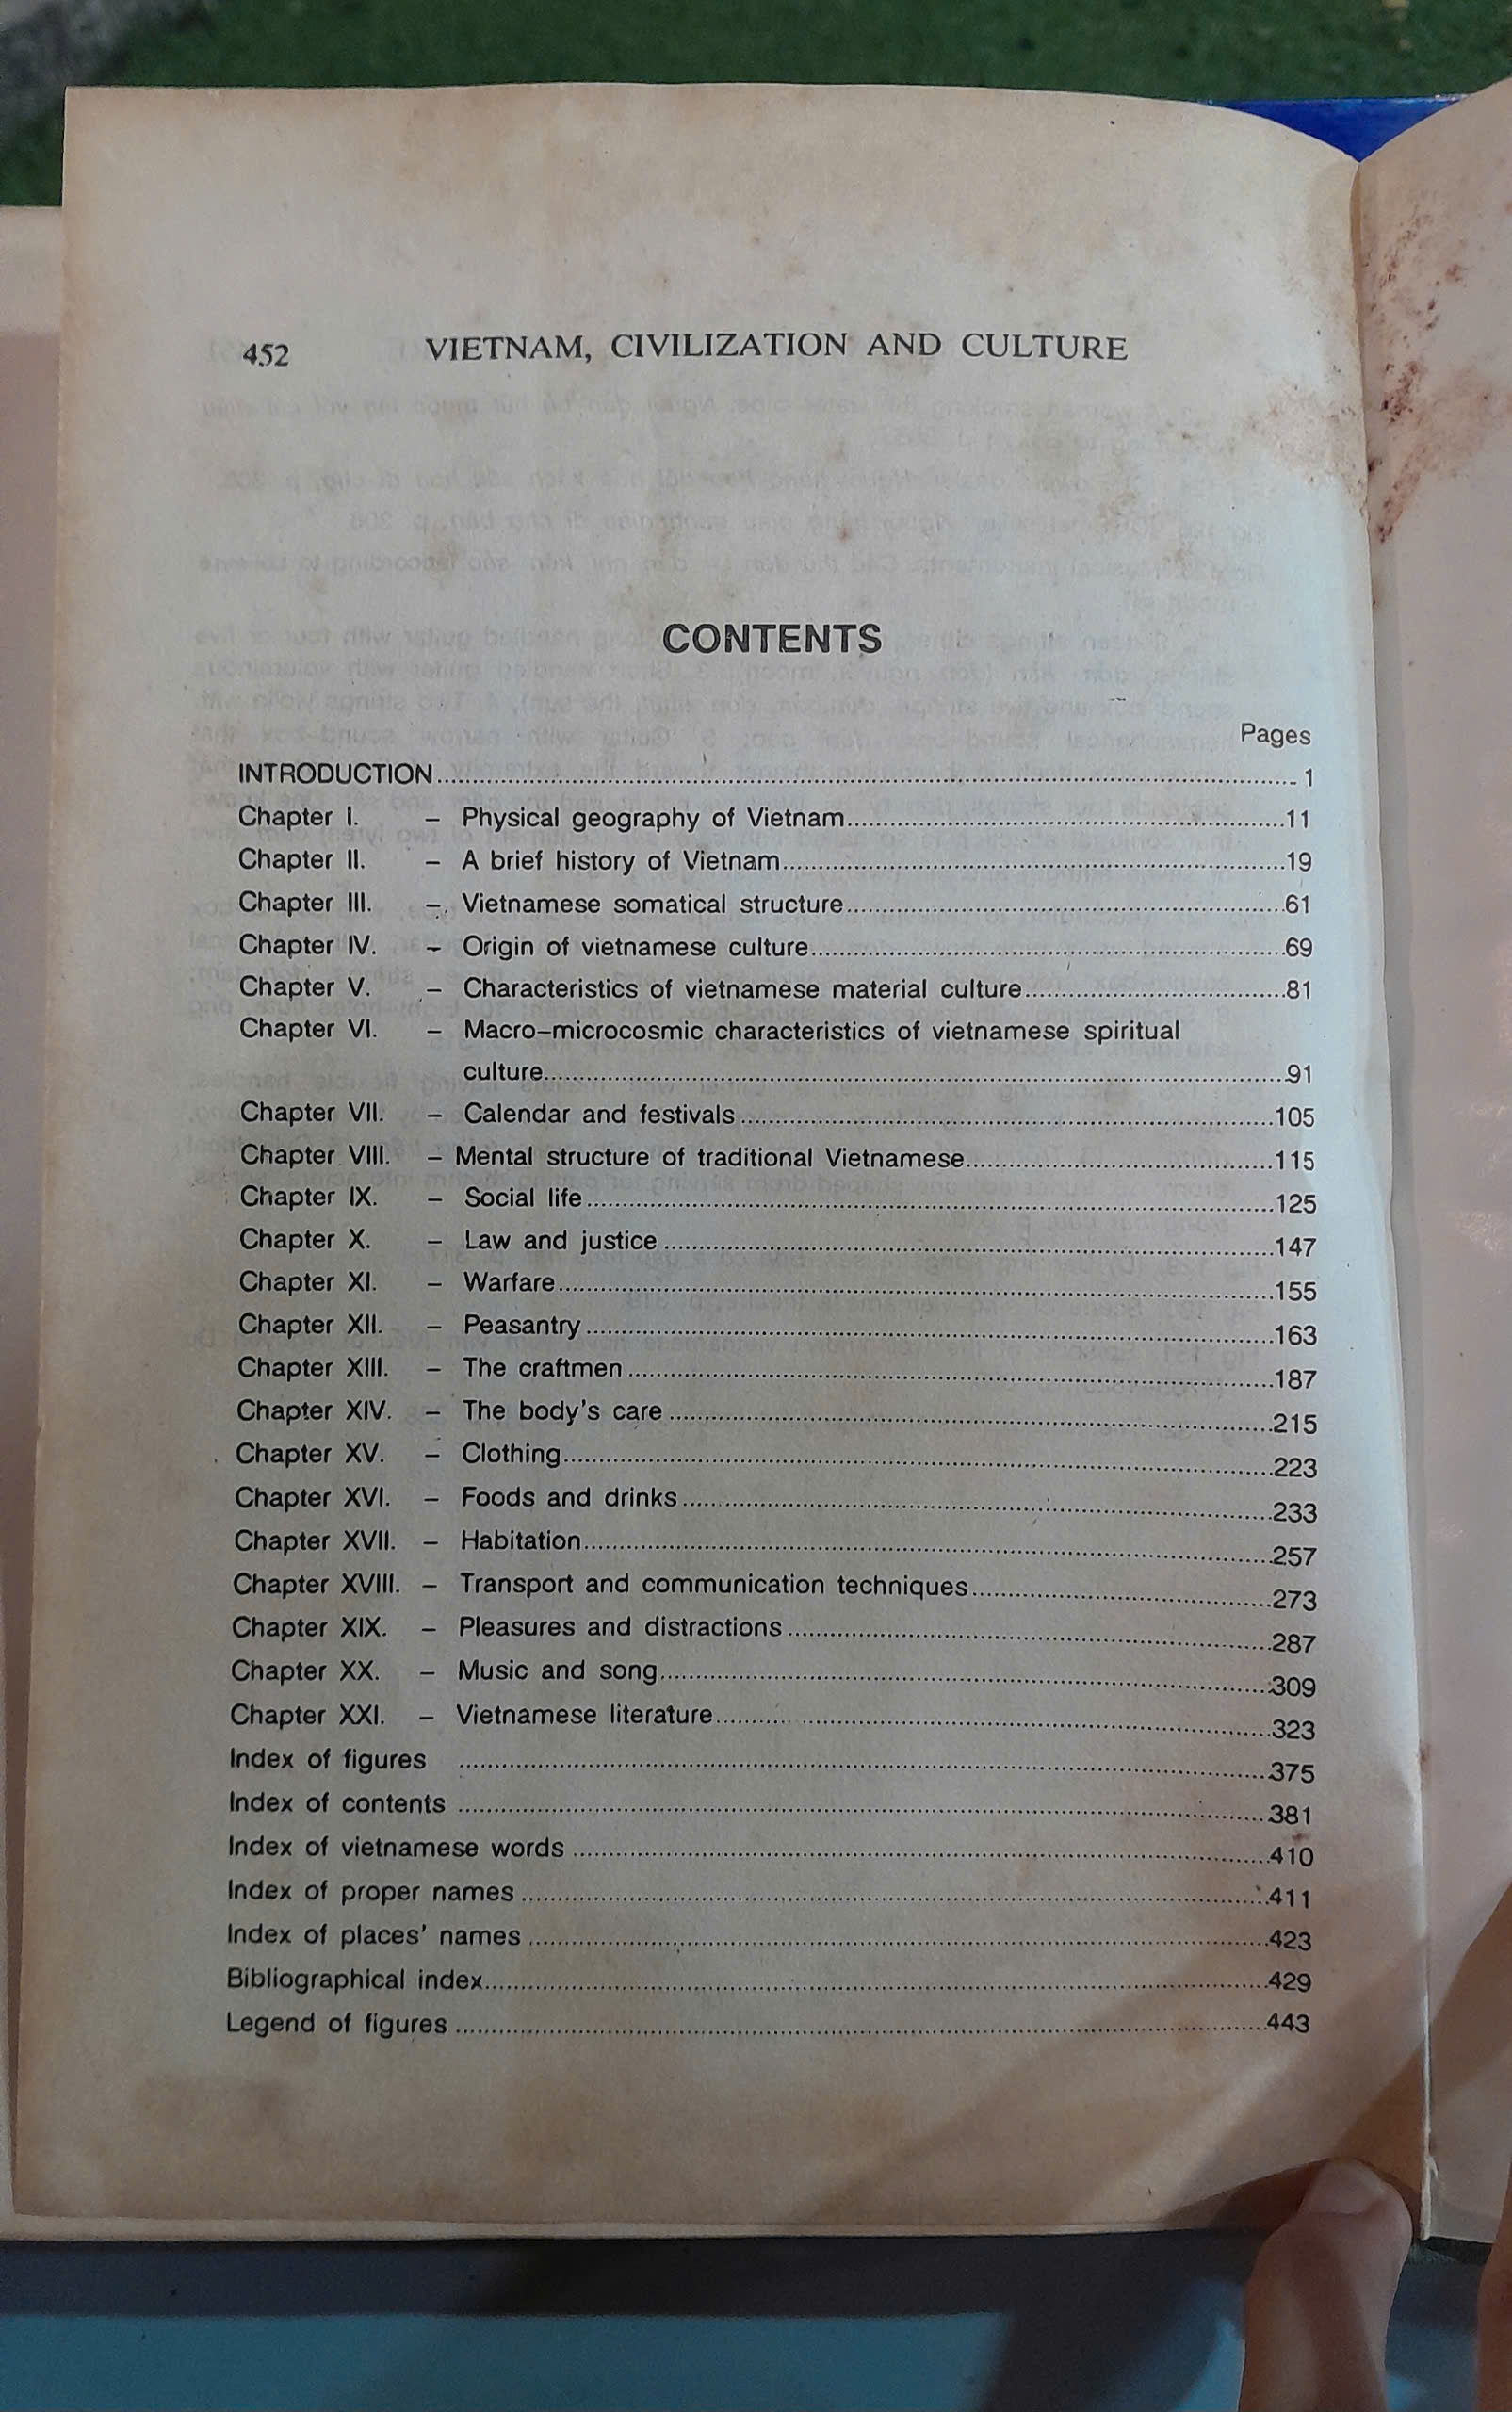 452 VIETNAM, CIVILIZATION AND CULTURE
CONTENTS
Pages
INTRODUCTION 1
Chapter I. – Physical geography of Vietnam 11
Chapter II. – A brief history of Vietnam 19
Chapter III. – Vietnamese somatical structure 61
Chapter IV. – Origin of vietnamese culture 69
Chapter V. – Characteristics of vietnamese material culture 81
Chapter VI. – Macro–microcosmic characteristics of vietnamese spiritual
culture 91
Chapter VII. – Calendar and festivals 105
Chapter VIII. – Mental structure of traditional Vietnamese 115
Chapter IX. – Social life 125
Chapter X. – Law and justice 147
Chapter XI. – Warfare 155
Chapter XII. – Peasantry 163
Chapter XIII. – The craftmen 187
Chapter XIV. – The body's care 215
Chapter XV. – Clothing 223
Chapter XVI. – Foods and drinks 233
Chapter XVII. – Habitation 257
Chapter XVIII. – Transport and communication techniques 273
Chapter XIX. – Pleasures and distractions 287
Chapter XX. – Music and song 309
Chapter XXI. – Vietnamese literature 323
Index of figures 375
Index of contents 381
Index of vietnamese words 410
Index of proper names 411
Index of places' names 423
Bibliographical index 429
Legend of figures 443